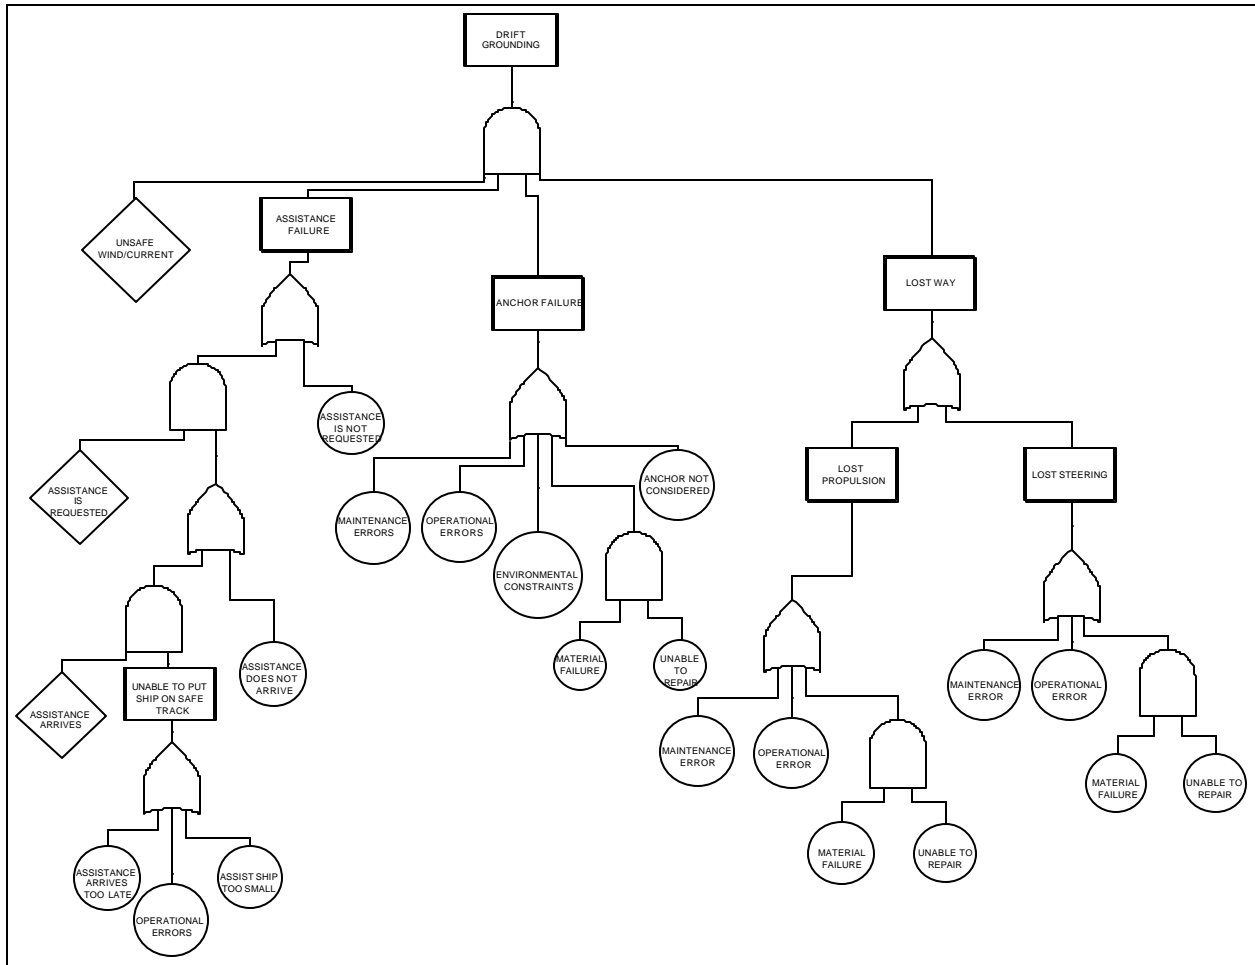 DRIFT
GROUNDING
UNSAFE
WIND/CURRENT
ASSISTANCE
FAILURE
ANCHOR FAILURE
LOST WAY
ASSISTANCE
IS NOT
REQUESTED
ASSISTANCE
IS
REQUESTED
MAINTENANCE
ERRORS
OPERATIONAL
ERRORS
ENVIRONMENTAL
CONSTRAINTS
ANCHOR NOT
CONSIDERED
LOST
PROPULSION
LOST STEERING
MATERIAL
FAILURE
UNABLE
TO
REPAIR
ASSISTANCE
DOES NOT
ARRIVE
ASSISTANCE
ARRIVES
UNABLE TO PUT
SHIP ON SAFE
TRACK
MAINTENANCE
ERROR
OPERATIONAL
ERROR
MAINTENANCE
ERROR
OPERATIONAL
ERROR
MATERIAL
FAILURE
UNABLE TO
REPAIR
MATERIAL
FAILURE
UNABLE TO
REPAIR
ASSISTANCE
ARRIVES
TOO LATE
OPERATIONAL
ERRORS
ASSIST SHIP
TOO SMALL